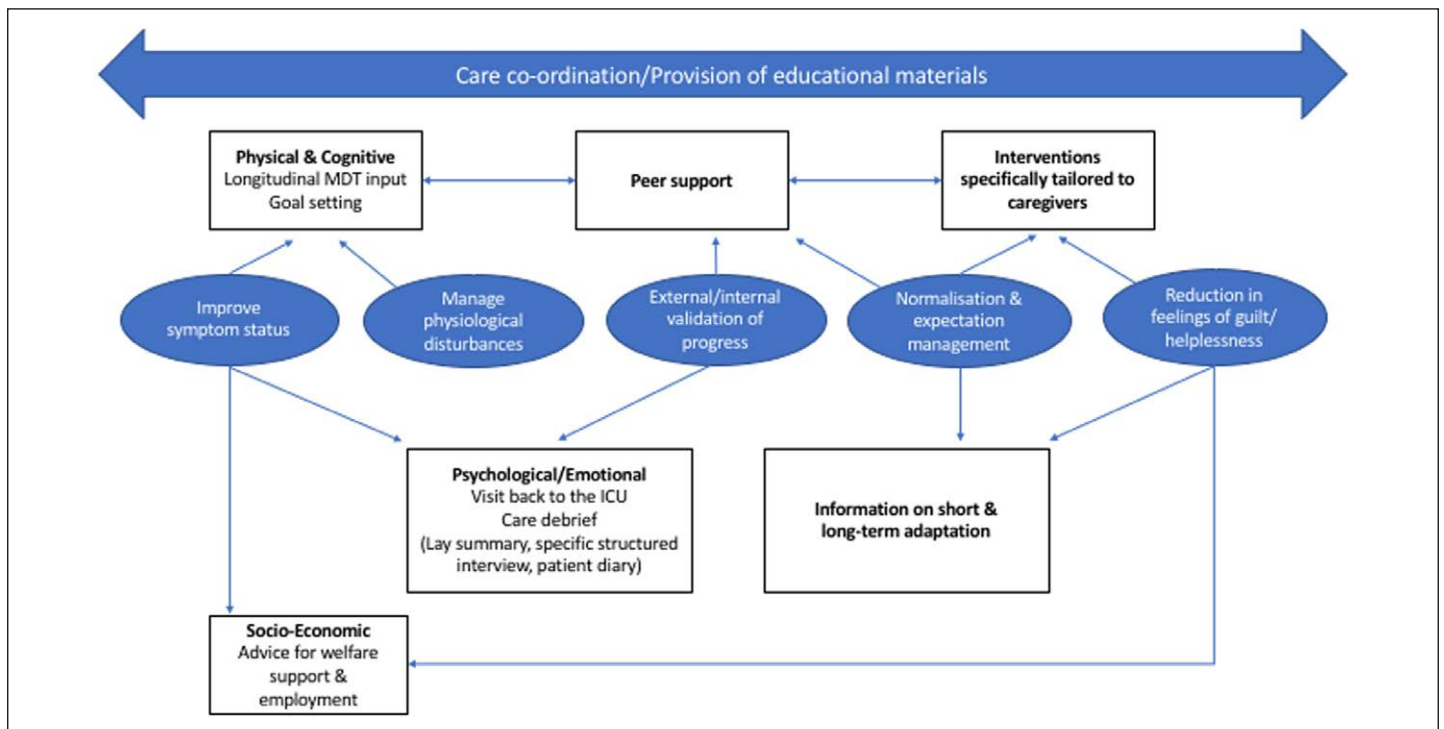 Care co-ordination/Provision of educational materials
Physical & Cognitive
Longitudinal MDT input
Goal setting
Peer support
Interventions
specifically tailored to
caregivers
Improve
symptom status
Manage
physiological
disturbances
External/internal
validation of
progress
Normalisation &
expectation
management
Reduction in
feelings of guilt/
helplessness
Psychological/Emotional
Visit back to the ICU
Care debrief
(Lay summary, specific structured
interview, patient diary)
Information on short &
long-term adaptation
Socio-Economic
Advice for welfare
support &
employment